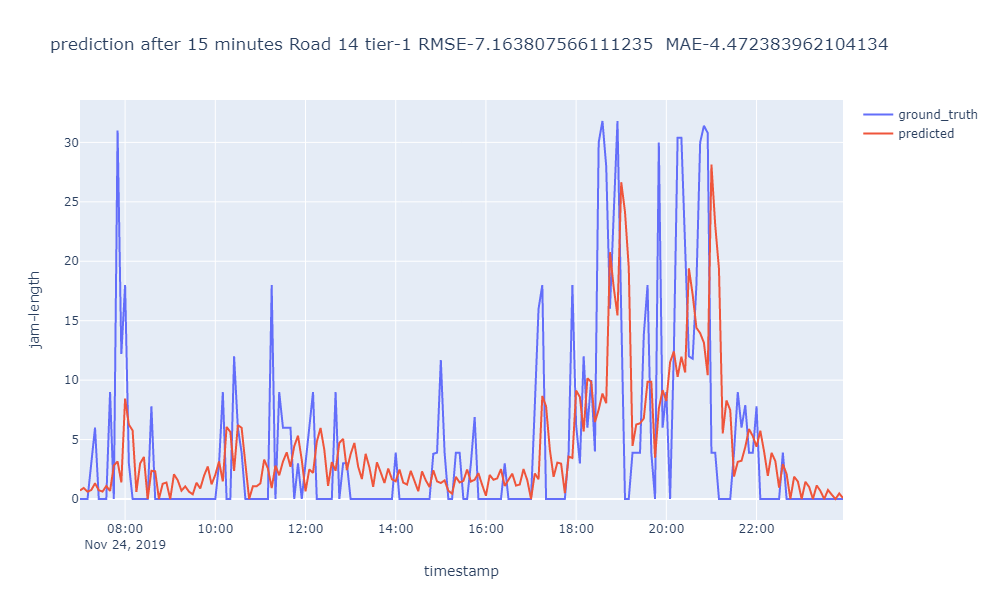 prediction after 15 minutes Road 14 tier-1 RMSE-7.163807566111235  MAE-4.472383962104134
ground_truth
predicted
30
25
20
15
10
5
0
jam-length
08:00 10:00 12:00 14:00 16:00 18:00 20:00 22:00
Nov 24, 2019
timestamp